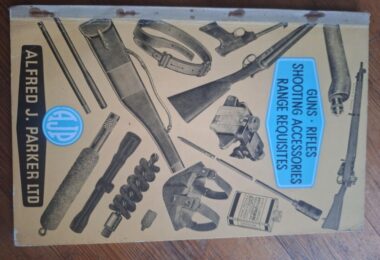 GUNS · RIFLES
SHOOTING ACCESSORIES
RANGE REQUISITES
AJP
ALFRED J. PARKER LTD